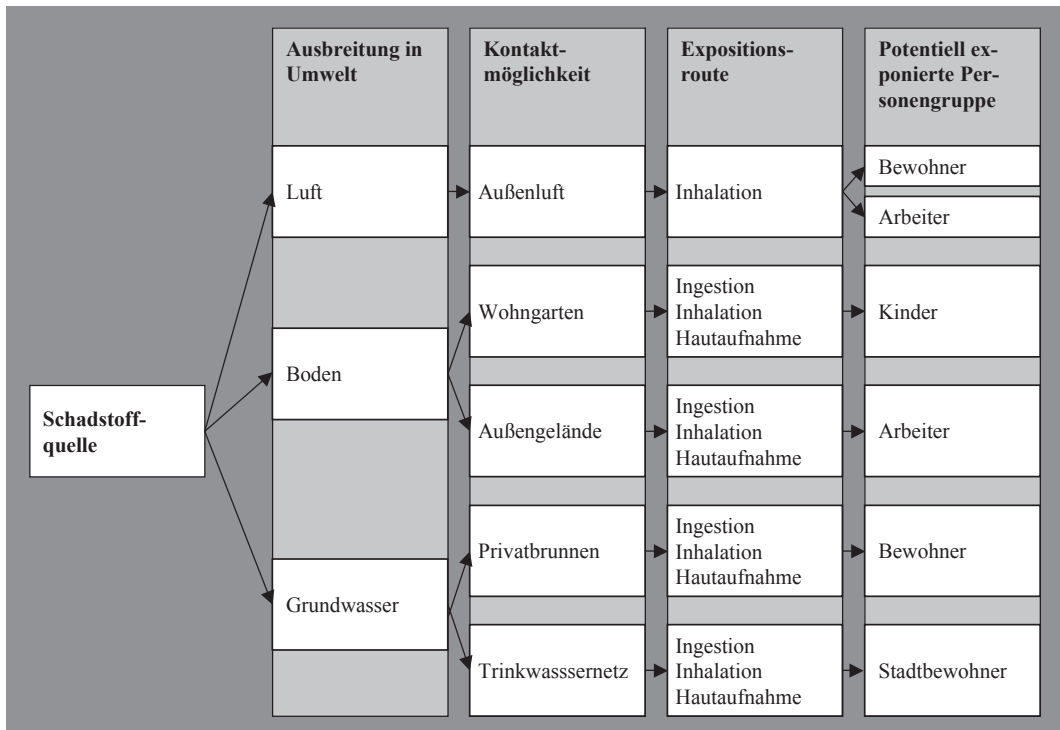 Ausbreitung in
Umwelt
Kontakt-
möglichkeit
Expositions-
route
Potentiell ex-
ponierte Per-
sonengruppe
Schadstoff-
quelle
Luft
Außenluft
Inhalation
Bewohner
Arbeiter
Boden
Wohngarten
Ingestion
Inhalation
Hautaufnahme
Kinder
Außengelände
Ingestion
Inhalation
Hautaufnahme
Arbeiter
Grundwasser
Privatbrunnen
Ingestion
Inhalation
Hautaufnahme
Bewohner
Trinkwasssernetz
Ingestion
Inhalation
Hautaufnahme
Stadtbewohner